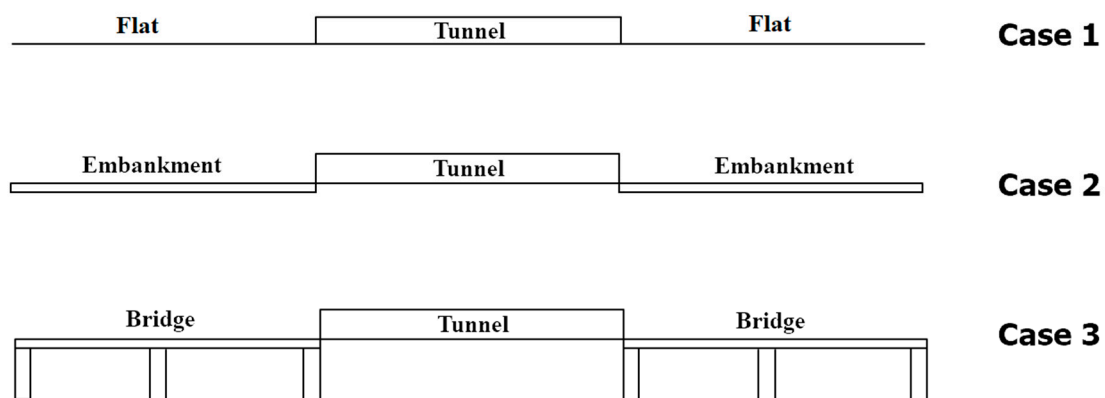 Flat Tunnel Flat Case 1
Embankment Tunnel Embankment Case 2
Bridge Tunnel Bridge Case 3